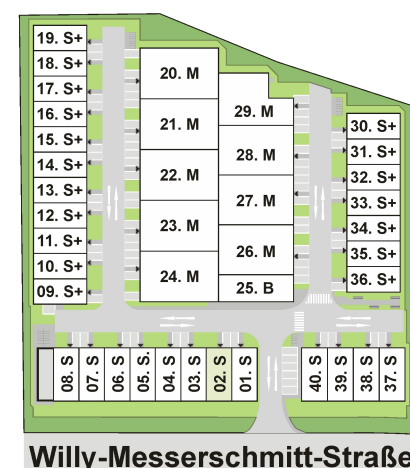 19. S+
18. S+
17. S+
16. S+
15. S+
14. S+
13. S+
12. S+
11. S+
10. S+
09. S+
20. M
21. M
22. M
23. M
24. M
29. M
28. M
27. M
26. M
25. B
30. S+
31. S+
32. S+
33. S+
34. S+
35. S+
36. S+
08. S
07. S
06. S
05. S.
04. S
03. S
02. S
01. S
40. S
39. S
38. S
37. S
Willy-Messerschmitt-Straße